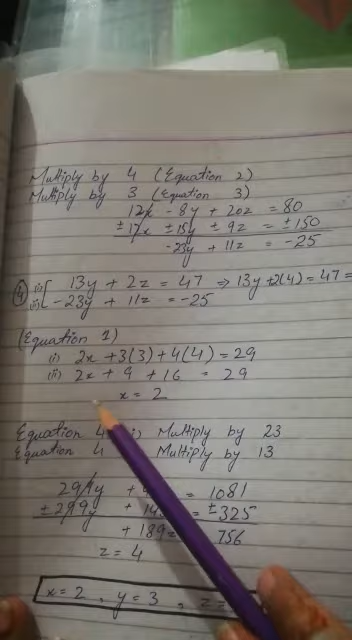 Multiply by 4 (Equation 2)
Multiply by 3 (Equation 3)
12x - 8y + 20z = 80
±12x ± 15y ± 9z = ±150
-23y + 11z = -25
4 (i) 13y + 2z = 47 ⇒ 13y + 2(4) = 47 =
(ii) -23y + 11z = -25
(Equation 1)
(i) 2x + 3(3) + 4(4) = 29
(ii) 2x + 9 + 16 = 29
x = 2
Equation 4 i) Multiply by 23
Equation 4 Multiply by 13
299y + = 1081
±299y + = ±325
+ 189 = 756
z = 4
x = 2 , y = 3 , z =